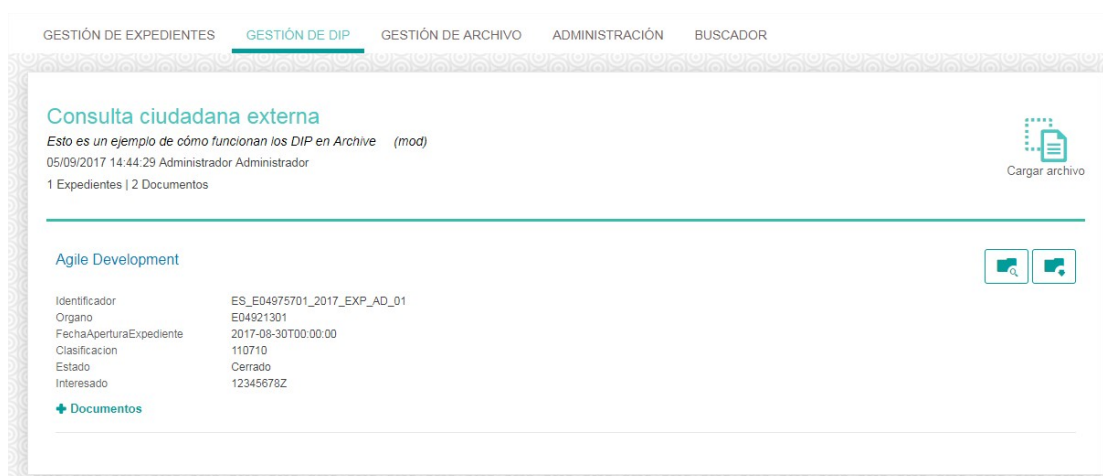 GESTIÓN DE EXPEDIENTES GESTIÓN DE DIP GESTIÓN DE ARCHIVO ADMINISTRACIÓN BUSCADOR
Consulta ciudadana externa
Esto es un ejemplo de cómo funcionan los DIP en Archive (mod)
05/09/2017 14:44:29 Administrador Administrador
1 Expedientes | 2 Documentos
Cargar archivo
Agile Development
Identificador ES_E04975701_2017_EXP_AD_01
Organo E04921301
FechaAperturaExpediente 2017-08-30T00:00:00
Clasificacion 110710
Estado Cerrado
Interesado 12345678Z
Documentos